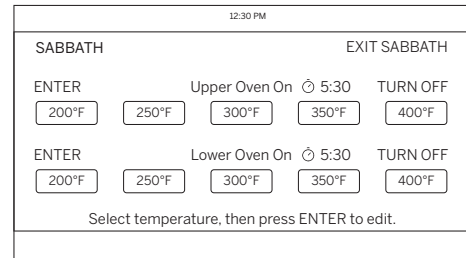 12:30 PM
SABBATH EXIT SABBATH
ENTER Upper Oven On 5:30 TURN OFF
200°F 250°F 300°F 350°F 400°F
ENTER Lower Oven On 5:30 TURN OFF
200°F 250°F 300°F 350°F 400°F
Select temperature, then press ENTER to edit.